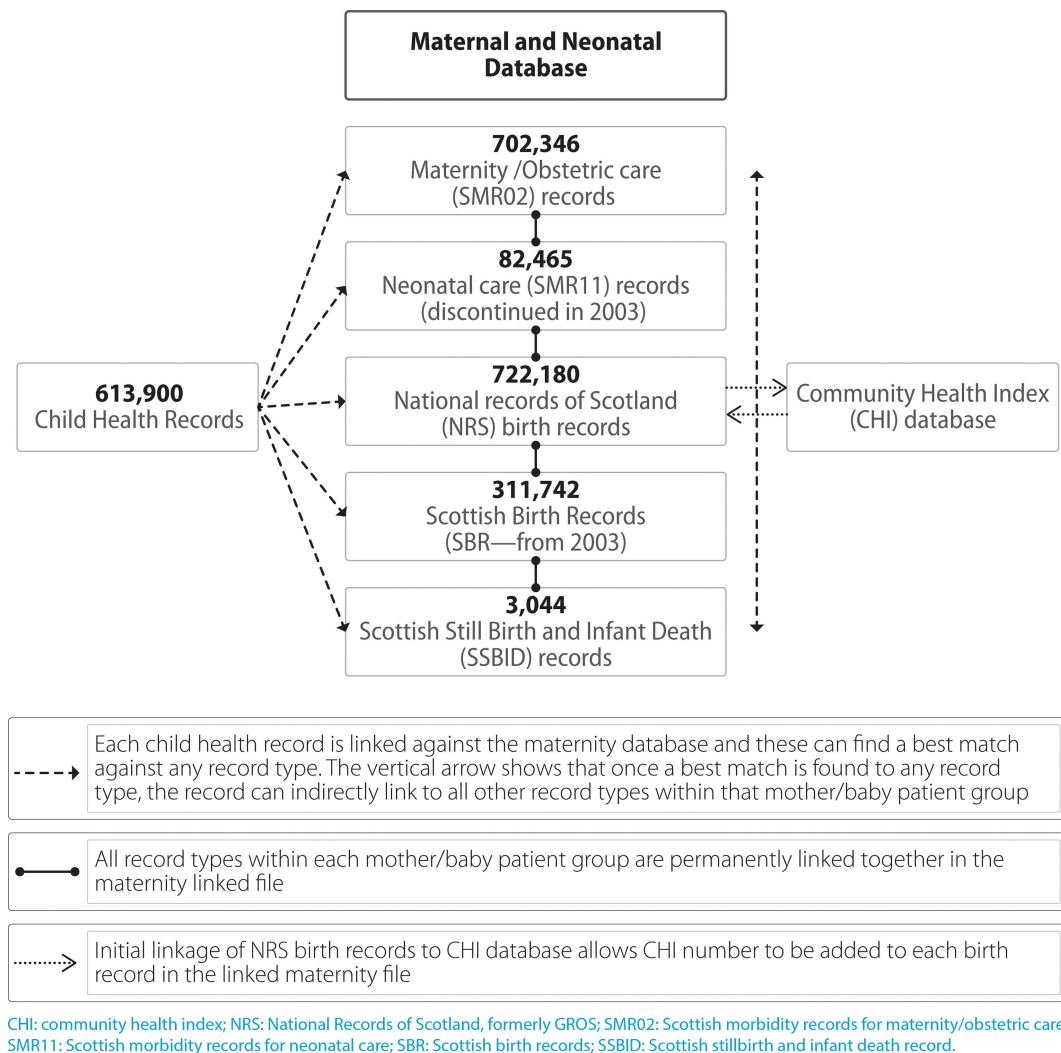 Maternal and Neonatal
Database
702,346
Maternity /Obstetric care
(SMR02) records
82,465
Neonatal care (SMR11) records
(discontinued in 2003)
613,900
Child Health Records
722,180
National records of Scotland
(NRS) birth records
Community Health Index
(CHI) database
311,742
Scottish Birth Records
(SBR—from 2003)
3,044
Scottish Still Birth and Infant Death
(SSBID) records
Each child health record is linked against the maternity database and these can find a best match
against any record type. The vertical arrow shows that once a best match is found to any record
type, the record can indirectly link to all other record types within that mother/baby patient group
All record types within each mother/baby patient group are permanently linked together in the
maternity linked file
Initial linkage of NRS birth records to CHI database allows CHI number to be added to each birth
record in the linked maternity file
CHI: community health index; NRS: National Records of Scotland, formerly GROS; SMR02: Scottish morbidity records for maternity/obstetric care
SMR11: Scottish morbidity records for neonatal care; SBR: Scottish birth records; SSBID: Scottish stillbirth and infant death record.